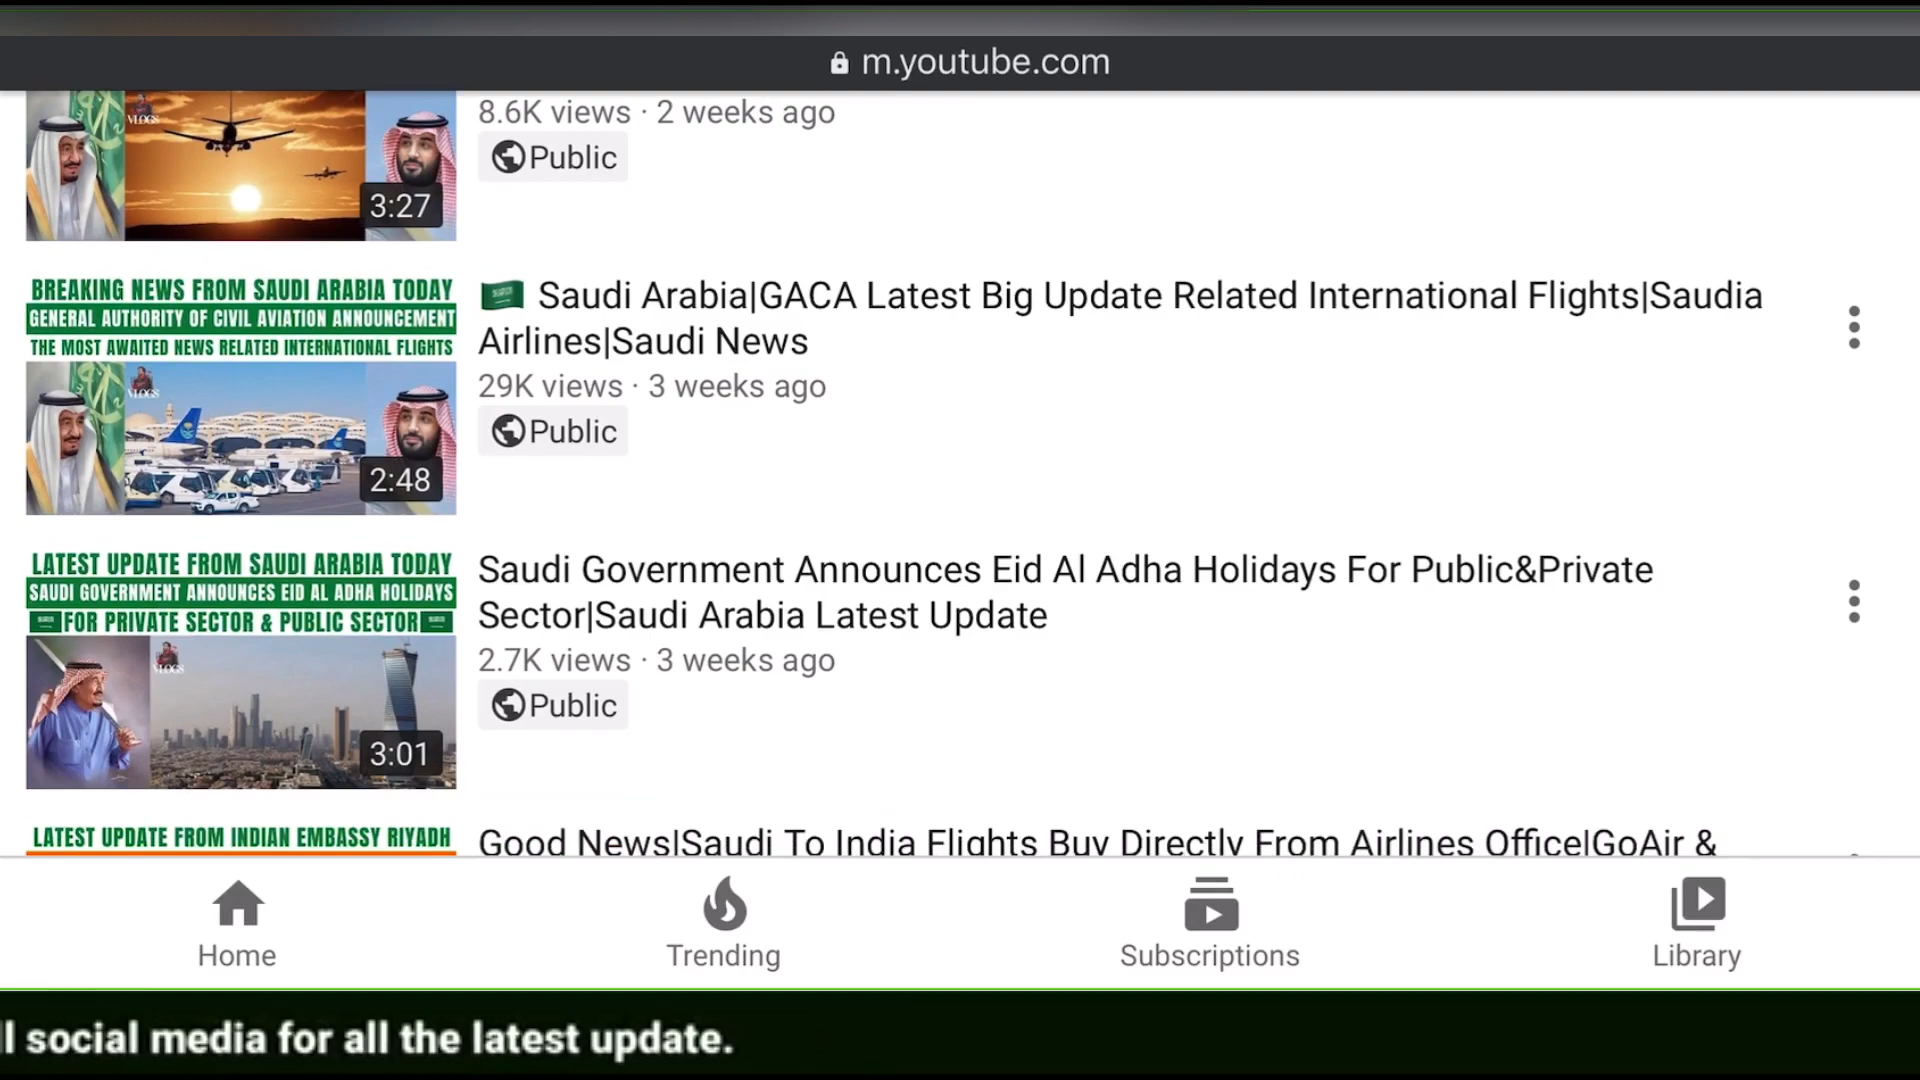 m.youtube.com
VLOGS
3:27
8.6K views · 2 weeks ago
Public
BREAKING NEWS FROM SAUDI ARABIA TODAY
GENERAL AUTHORITY OF CIVIL AVIATION ANNOUNCEMENT
THE MOST AWAITED NEWS RELATED INTERNATIONAL FLIGHTS
VLOGS
2:48
🇸🇦 Saudi Arabia|GACA Latest Big Update Related International Flights|Saudia
Airlines|Saudi News
29K views · 3 weeks ago
Public
LATEST UPDATE FROM SAUDI ARABIA TODAY
SAUDI GOVERNMENT ANNOUNCES EID AL ADHA HOLIDAYS
FOR PRIVATE SECTOR & PUBLIC SECTOR
VLOGS
3:01
Saudi Government Announces Eid Al Adha Holidays For Public&Private
Sector|Saudi Arabia Latest Update
2.7K views · 3 weeks ago
Public
LATEST UPDATE FROM INDIAN EMBASSY RIYADH
Good News|Saudi To India Flights Buy Directly From Airlines Office|GoAir &
Home
Trending
Subscriptions
Library
l social media for all the latest update.